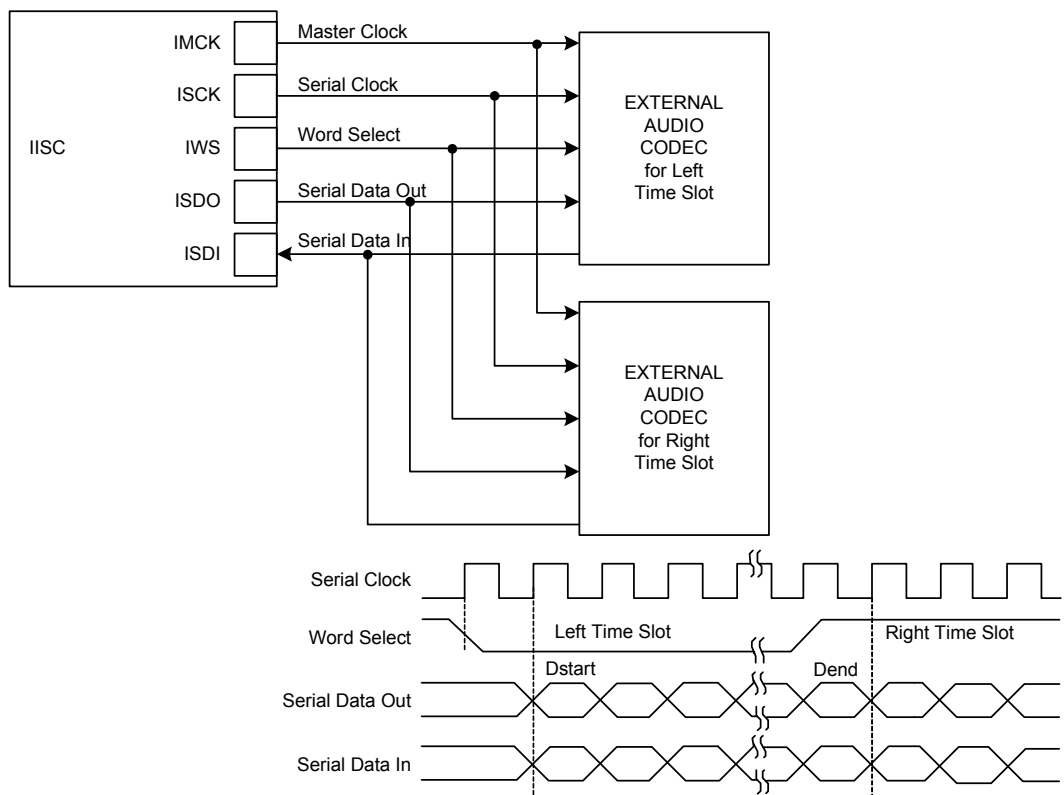 IISC
IMCK
ISCK
IWS
ISDO
ISDI
Master Clock
Serial Clock
Word Select
Serial Data Out
Serial Data In
EXTERNAL
AUDIO
CODEC
for Left
Time Slot
EXTERNAL
AUDIO
CODEC
for Right
Time Slot
Serial Clock
Word Select
Left Time Slot
Right Time Slot
Dstart
Dend
Serial Data Out
Serial Data In